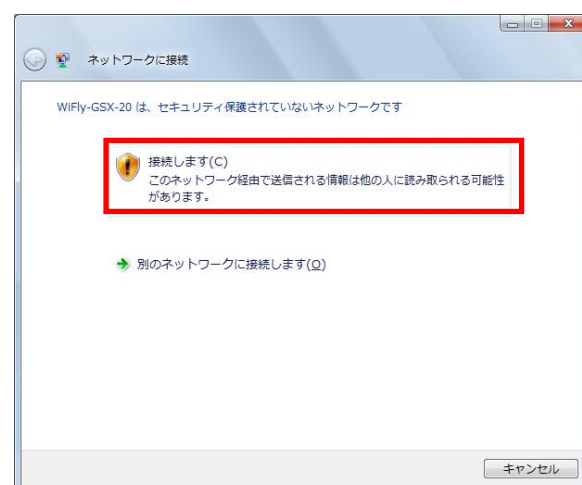 ネットワークに接続
WiFly-GSX-20 は、セキュリティ保護されていないネットワークです
接続します(C)
このネットワーク経由で送信される情報は他の人に読み取られる可能性
があります。
別のネットワークに接続します(O)
キャンセル